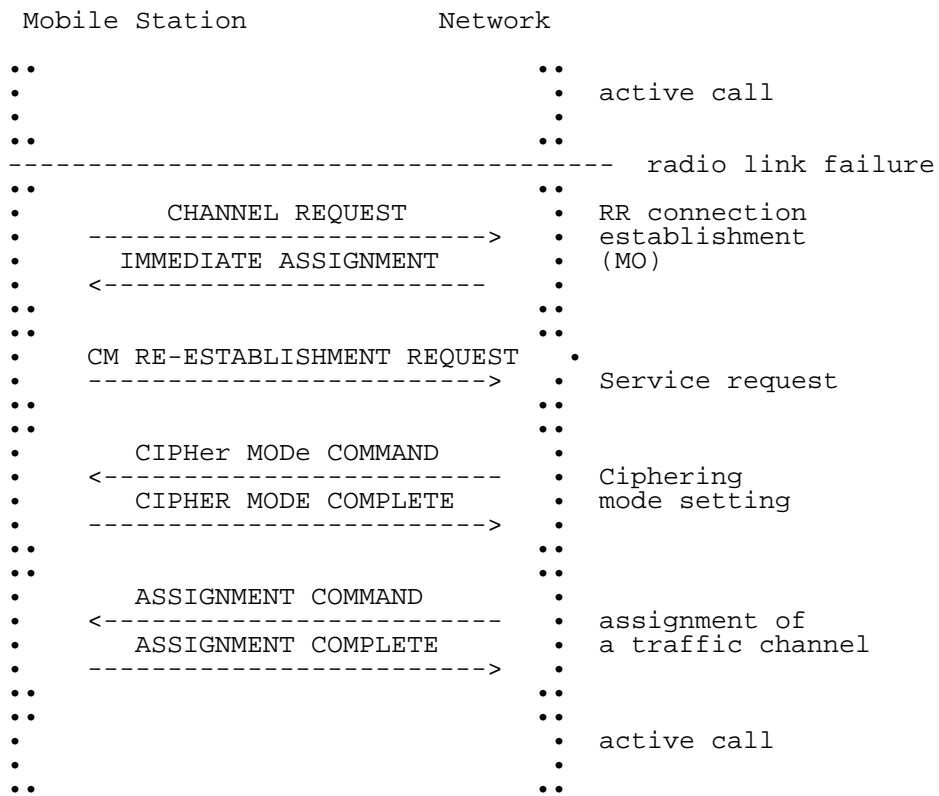 Mobile Station Network
active call
radio link failure
CHANNEL REQUEST RR connection
establishment
IMMEDIATE ASSIGNMENT (MO)
CM RE-ESTABLISHMENT REQUEST
Service request
CIPHer MODe COMMAND
Ciphering
CIPHER MODE COMPLETE mode setting
ASSIGNMENT COMMAND
assignment of
ASSIGNMENT COMPLETE a traffic channel
active call